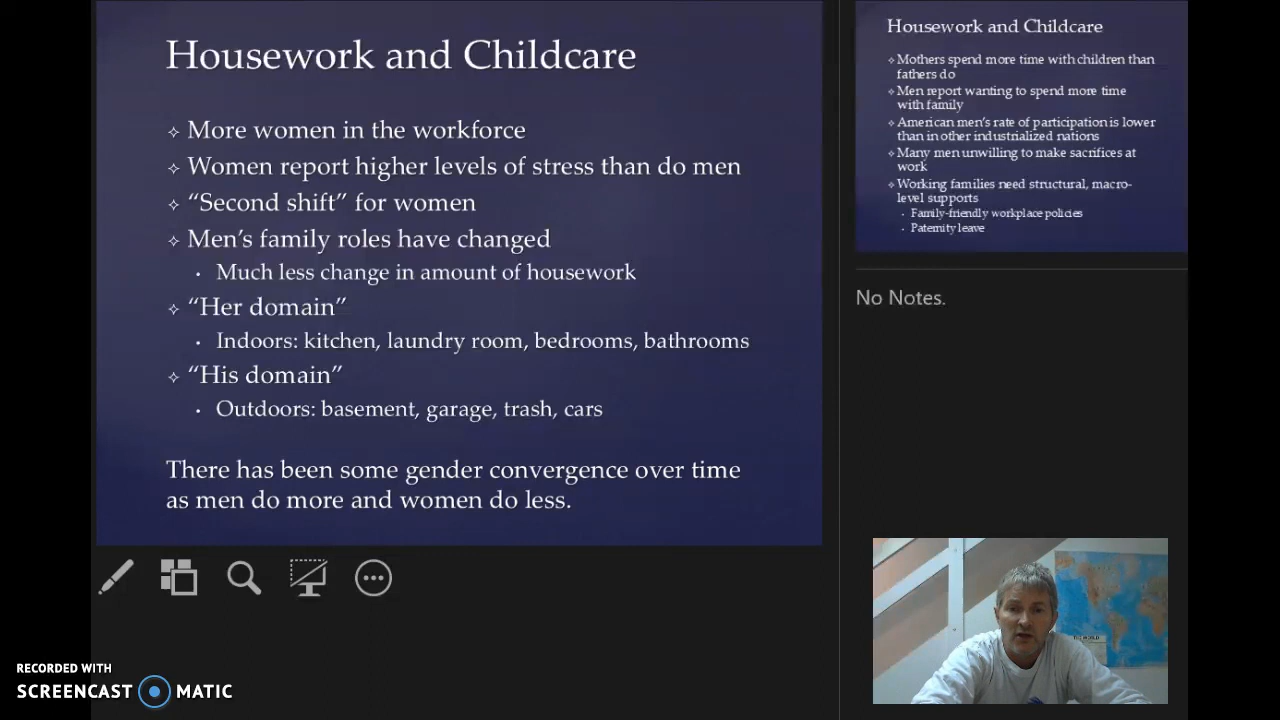 Housework and Childcare
✧ More women in the workforce
✧ Women report higher levels of stress than do men
✧ “Second shift” for women
✧ Men’s family roles have changed
• Much less change in amount of housework
✧ “Her domain”
• Indoors: kitchen, laundry room, bedrooms, bathrooms
✧ “His domain”
• Outdoors: basement, garage, trash, cars
There has been some gender convergence over time
as men do more and women do less.
Housework and Childcare
✧ Mothers spend more time with children than
fathers do
✧ Men report wanting to spend more time
with family
✧ American men’s rate of participation is lower
than in other industrialized nations
✧ Many men unwilling to make sacrifices at
work
✧ Working families need structural, macro-
level supports
• Family-friendly workplace policies
• Paternity leave
No Notes.
THE WORLD
RECORDED WITH
SCREENCAST MATIC